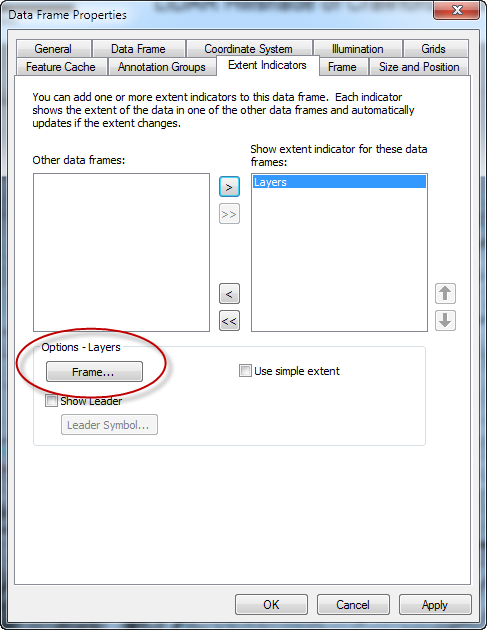 Data Frame Properties
General Data Frame Coordinate System Illumination Grids
Feature Cache Annotation Groups Extent Indicators Frame Size and Position
You can add one or more extent indicators to this data frame.  Each indicator
shows the extent of the data in one of the other data frames and automatically
updates if the extent changes.
Other data frames:
Show extent indicator for these data
frames:
Layers
>
>>
<
<<
Options - Layers
Frame...
Use simple extent
Show Leader
Leader Symbol...
OK Cancel Apply